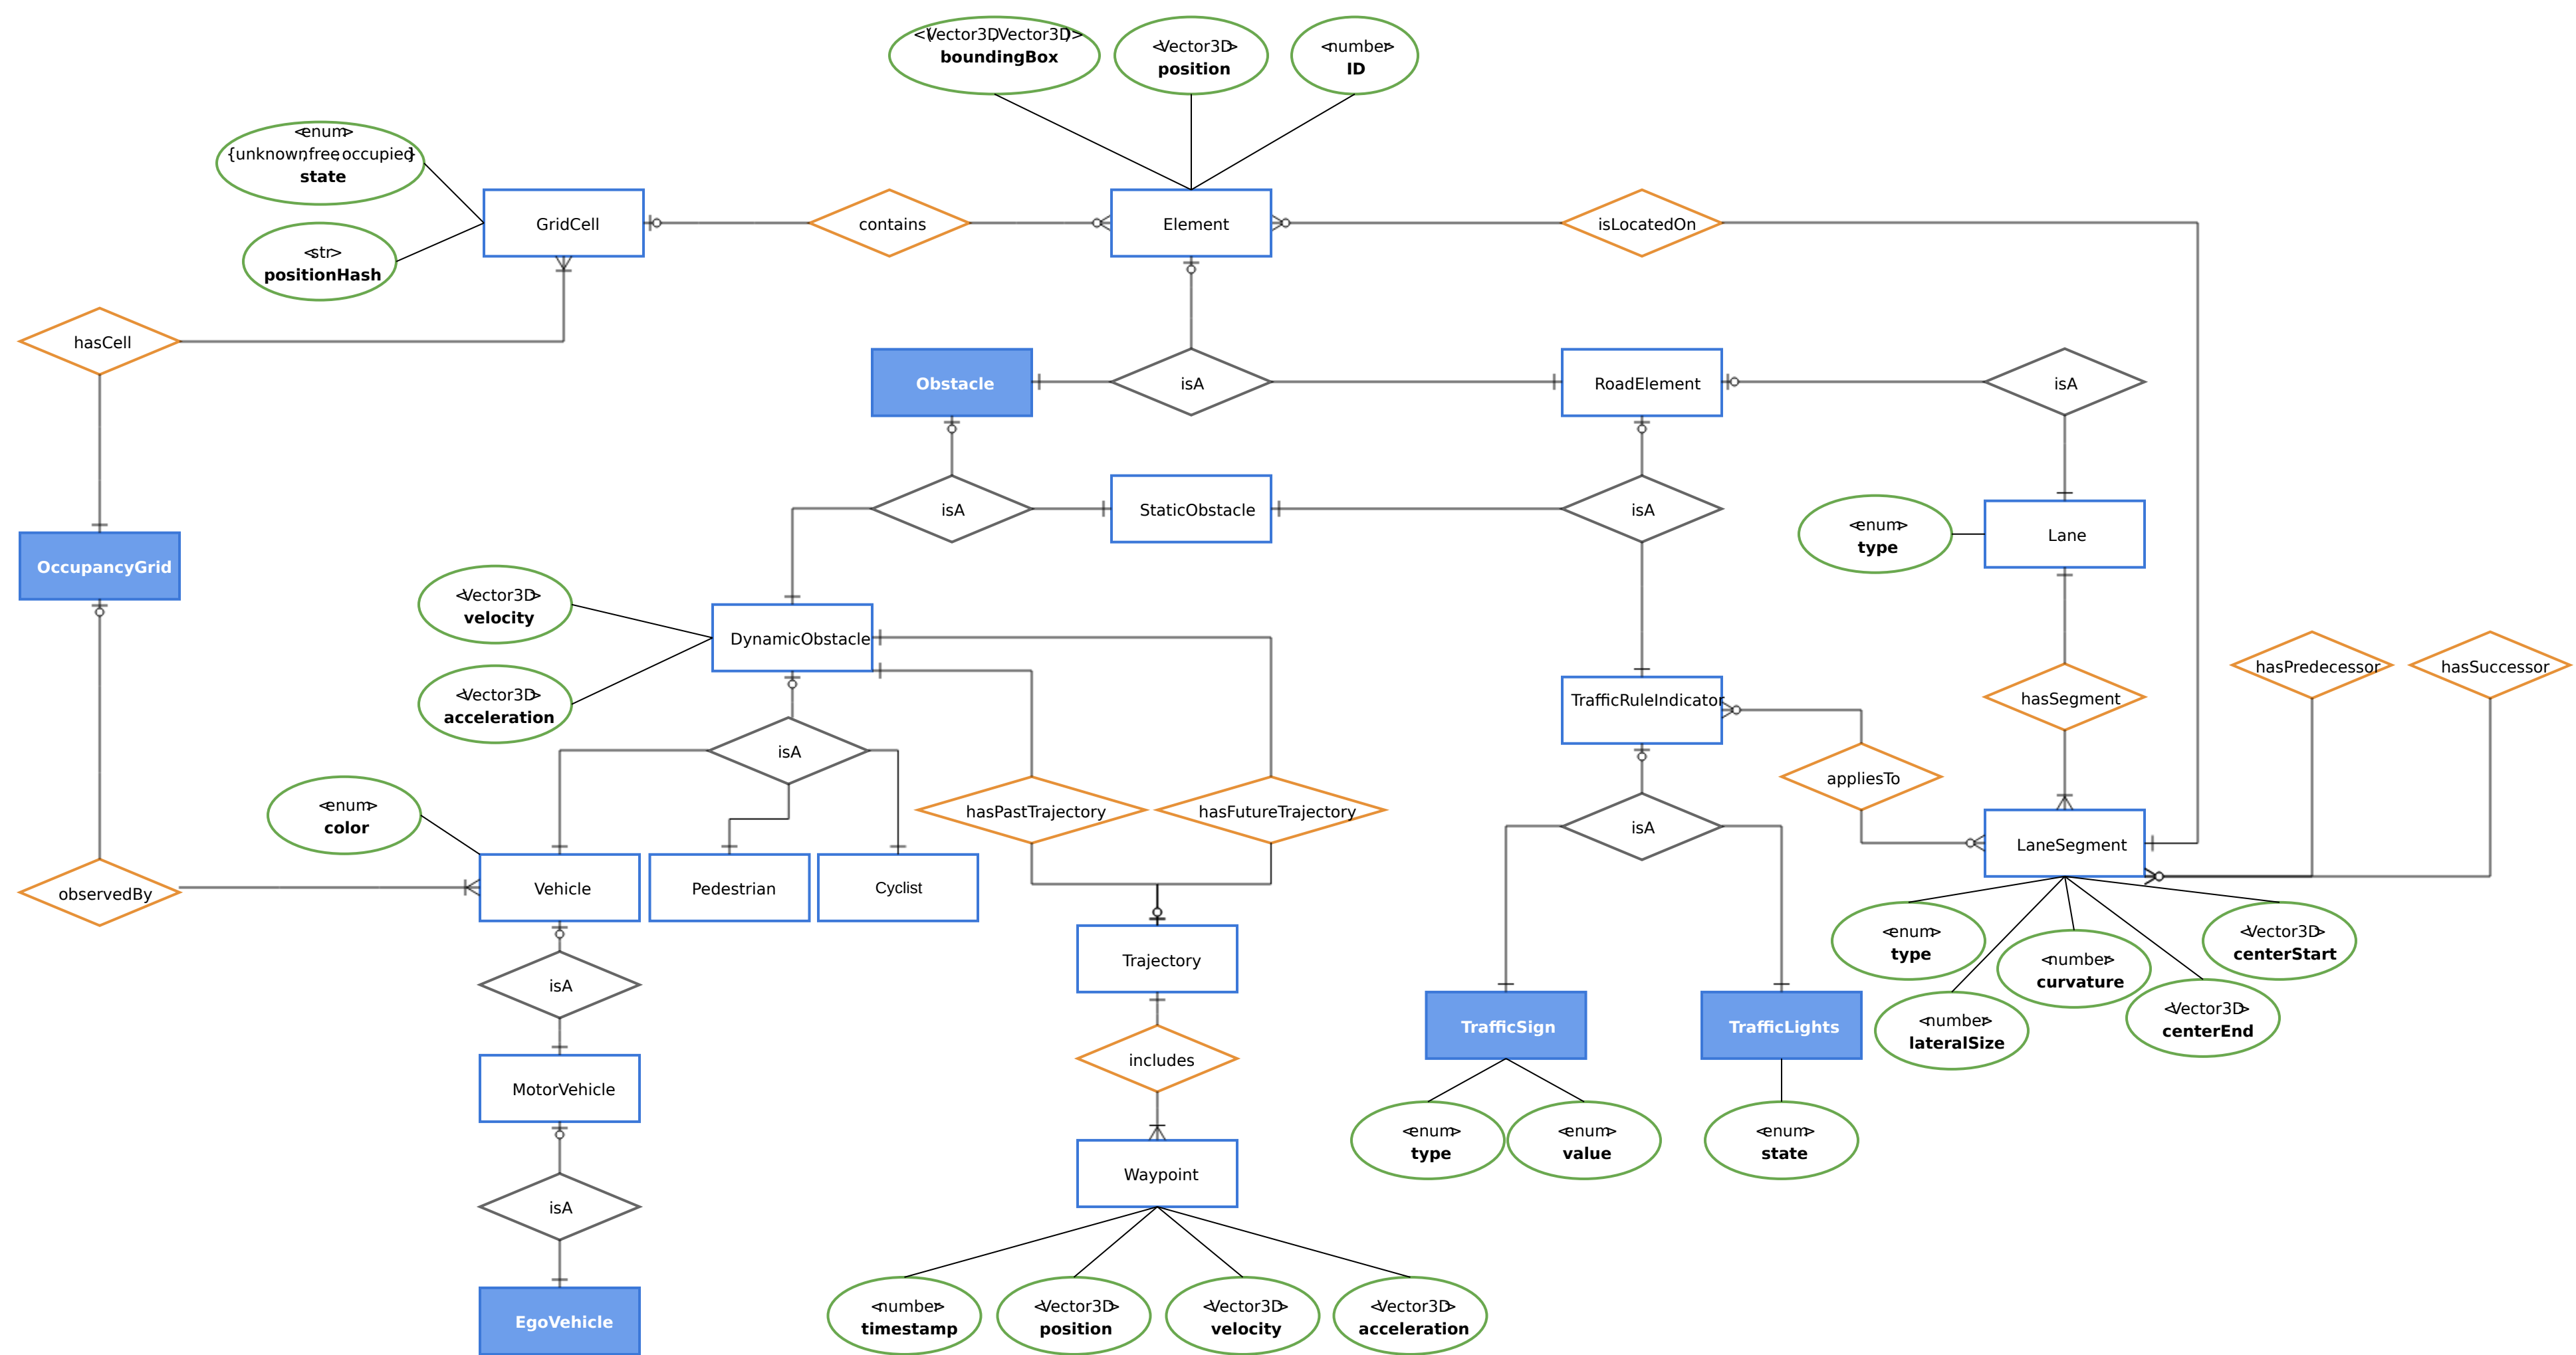 <(Vector3D,Vector3D)>
boundingBox
<Vector3D>
position
<number>
ID
<enum>
{unknown,free,occupied}
state
<str>
positionHash
GridCell
contains
Element
isLocatedOn
hasCell
Obstacle
isA
RoadElement
isA
isA
StaticObstacle
isA
<enum>
type
Lane
OccupancyGrid
<Vector3D>
velocity
DynamicObstacle
<Vector3D>
acceleration
TrafficRuleIndicator
hasSegment
hasPredecessor
hasSuccessor
isA
appliesTo
<enum>
color
hasPastTrajectory
hasFutureTrajectory
isA
LaneSegment
observedBy
Vehicle
Pedestrian
Cyclist
<enum>
type
<number>
curvature
<Vector3D>
centerStart
isA
Trajectory
TrafficSign
TrafficLights
<number>
lateralSize
<Vector3D>
centerEnd
MotorVehicle
includes
<enum>
type
<enum>
value
<enum>
state
Waypoint
isA
EgoVehicle
<number>
timestamp
<Vector3D>
position
<Vector3D>
velocity
<Vector3D>
acceleration